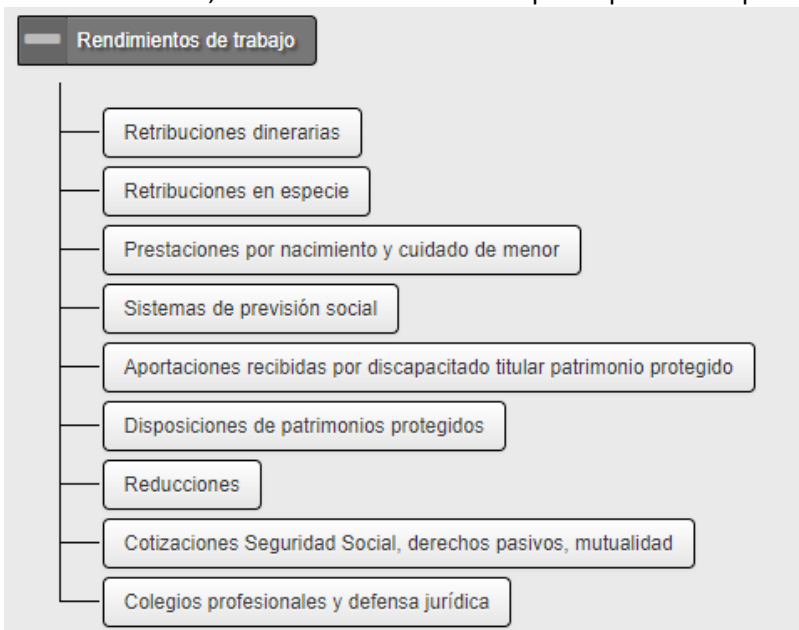 Rendimientos de trabajo
Retribuciones dinerarias
Retribuciones en especie
Prestaciones por nacimiento y cuidado de menor
Sistemas de previsión social
Aportaciones recibidas por discapacitado titular patrimonio protegido
Disposiciones de patrimonios protegidos
Reducciones
Cotizaciones Seguridad Social, derechos pasivos, mutualidad
Colegios profesionales y defensa jurídica